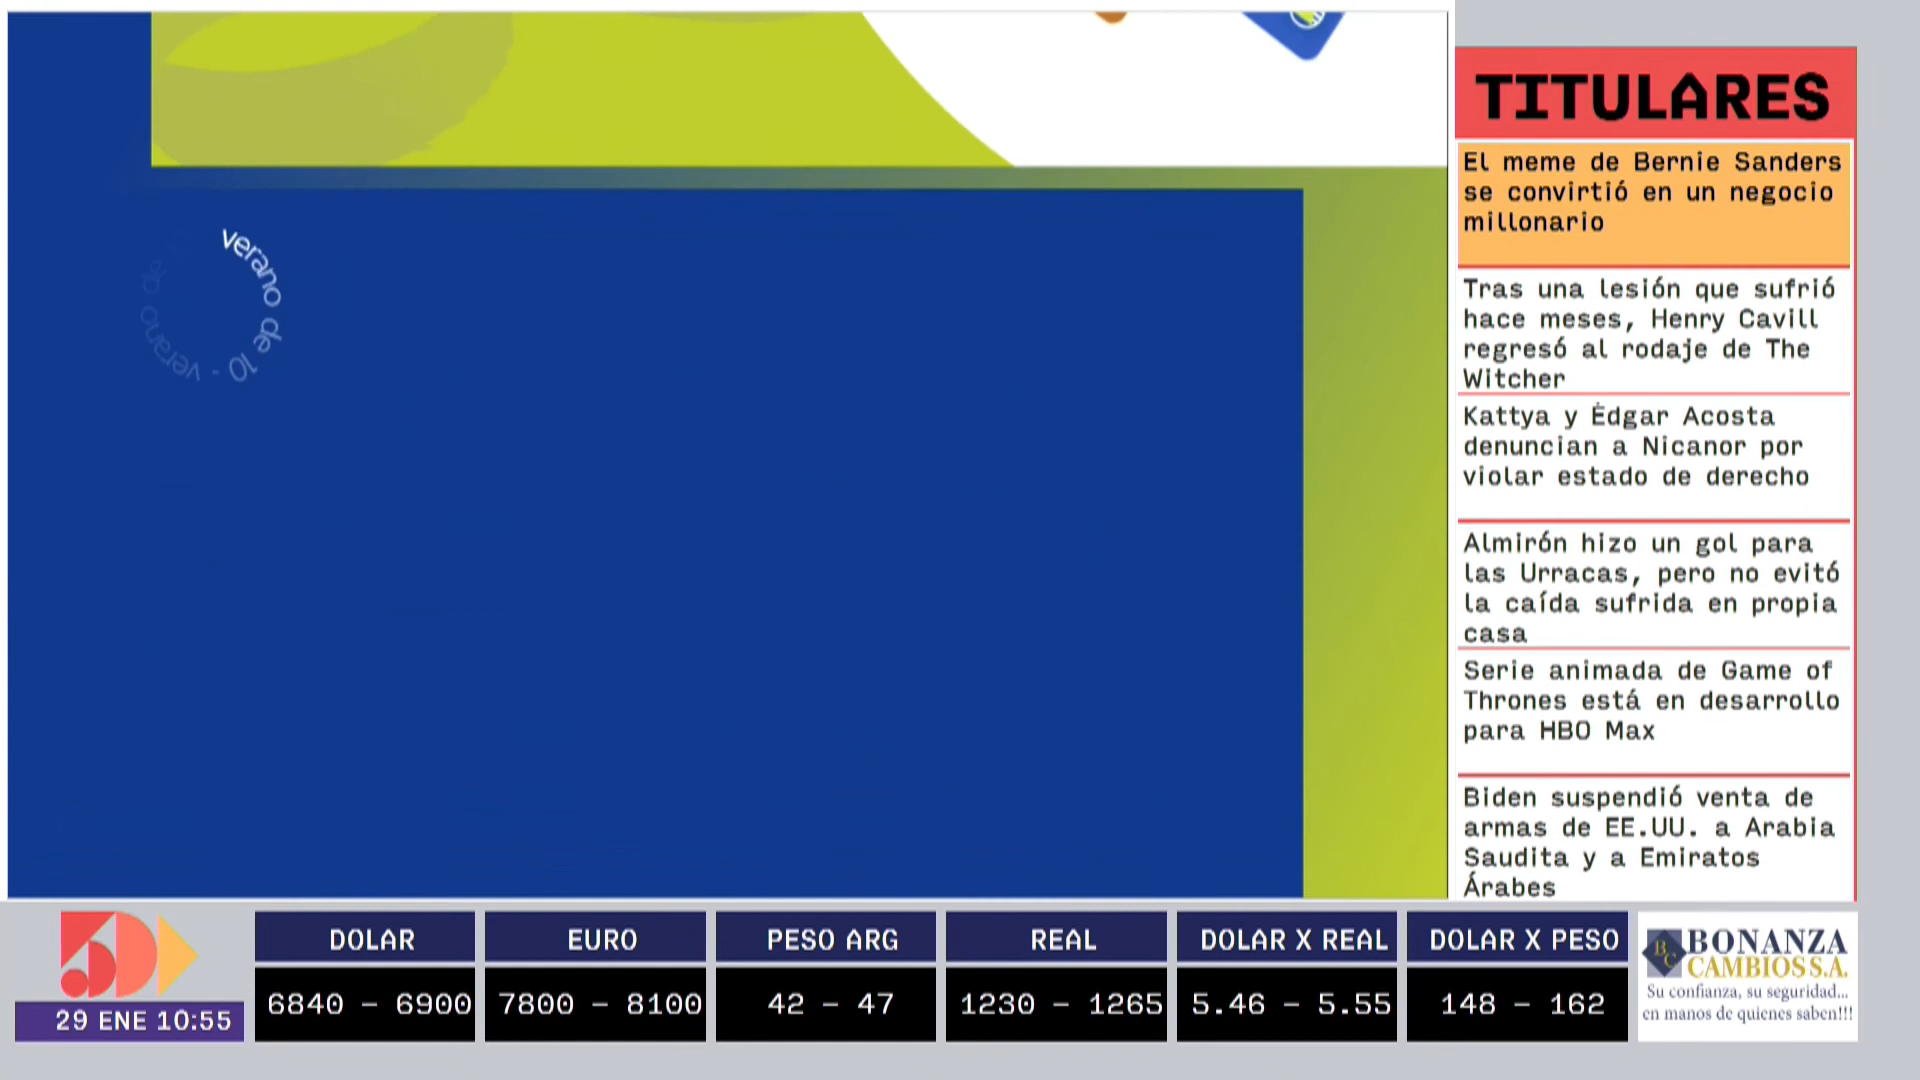 verano de 10 - verano de
TITULARES
El meme de Bernie Sanders
se convirtió en un negocio
millonario
Tras una lesión que sufrió
hace meses, Henry Cavill
regresó al rodaje de The
Witcher
Kattya y Édgar Acosta
denuncian a Nicanor por
violar estado de derecho
Almirón hizo un gol para
las Urracas, pero no evitó
la caída sufrida en propia
casa
Serie animada de Game of
Thrones está en desarrollo
para HBO Max
Biden suspendió venta de
armas de EE.UU. a Arabia
Saudita y a Emiratos
Árabes
29 ENE 10:55
DOLAR
6840 - 6900
EURO
7800 - 8100
PESO ARG
42 - 47
REAL
1230 - 1265
DOLAR X REAL
5.46 - 5.55
DOLAR X PESO
148 - 162
BC
BONANZA
CAMBIOS S.A.
Su confianza, su seguridad...
en manos de quienes saben!!!